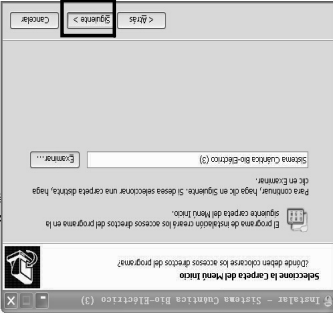 Instalar - Sistema Cuántica Bio-Eléctrico (3)
Seleccione la Carpeta del Menú Inicio
¿Dónde deben colocarse los accesos directos del programa?
El programa de instalación creará los accesos directos del programa en la
siguiente carpeta del Menú Inicio.
Para continuar, haga clic en Siguiente. Si desea seleccionar una carpeta distinta, haga
clic en Examinar.
Sistema Cuántica Bio-Eléctrico (3)
Examinar...
< Atrás
Siguiente >
Cancelar